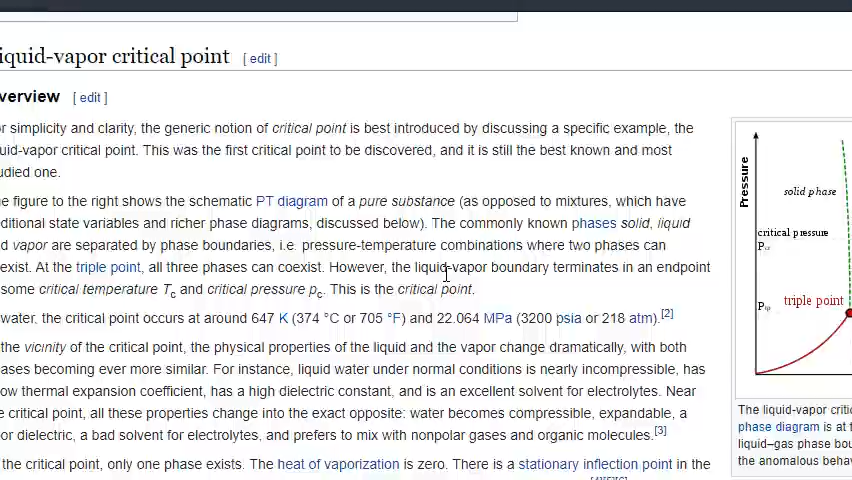 iquid-vapor critical point [ edit ]
verview [ edit ]
r simplicity and clarity, the generic notion of critical point is best introduced by discussing a specific example, the
uid-vapor critical point. This was the first critical point to be discovered, and it is still the best known and most
udied one.
e figure to the right shows the schematic PT diagram of a pure substance (as opposed to mixtures, which have
ditional state variables and richer phase diagrams, discussed below). The commonly known phases solid, liquid
d vapor are separated by phase boundaries, i.e. pressure-temperature combinations where two phases can
exist. At the triple point, all three phases can coexist. However, the liquid-vapor boundary terminates in an endpoint
some critical temperature Tc and critical pressure pc. This is the critical point.
water, the critical point occurs at around 647 K (374 °C or 705 °F) and 22.064 MPa (3200 psia or 218 atm).[2]
the vicinity of the critical point, the physical properties of the liquid and the vapor change dramatically, with both
ases becoming ever more similar. For instance, liquid water under normal conditions is nearly incompressible, has
ow thermal expansion coefficient, has a high dielectric constant, and is an excellent solvent for electrolytes. Near
e critical point, all these properties change into the exact opposite: water becomes compressible, expandable, a
or dielectric, a bad solvent for electrolytes, and prefers to mix with nonpolar gases and organic molecules.[3]
the critical point, only one phase exists. The heat of vaporization is zero. There is a stationary inflection point in the
Pressure
solid phase
critical pressure
Pcr
Ptp
triple point
The liquid-vapor critic
phase diagram is at t
liquid–gas phase bou
the anomalous behav